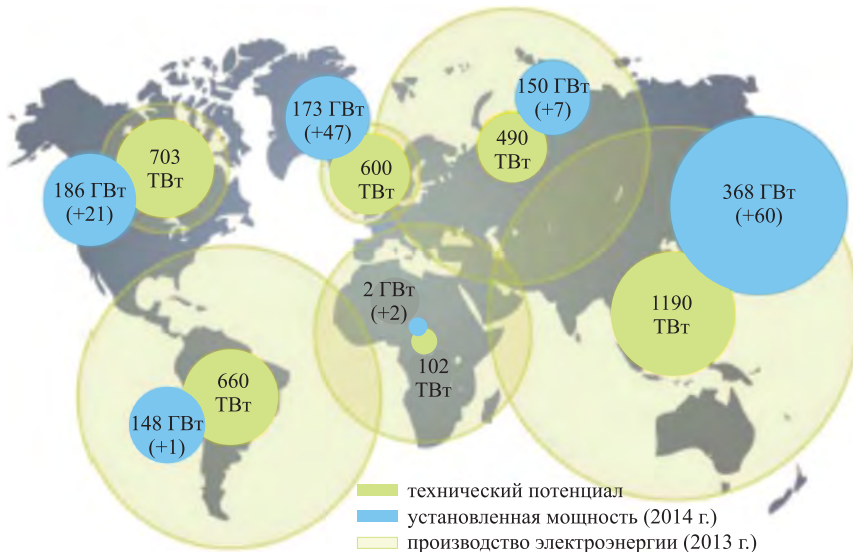 703
ТВт
186 ГВт
(+21)
173 ГВт
(+47)
600
ТВт
150 ГВт
(+7)
490
ТВт
368 ГВт
(+60)
1190
ТВт
2 ГВт
(+2)
102
ТВт
660
ТВт
148 ГВт
(+1)
технический потенциал
установленная мощность (2014 г.)
производство электроэнергии (2013 г.)